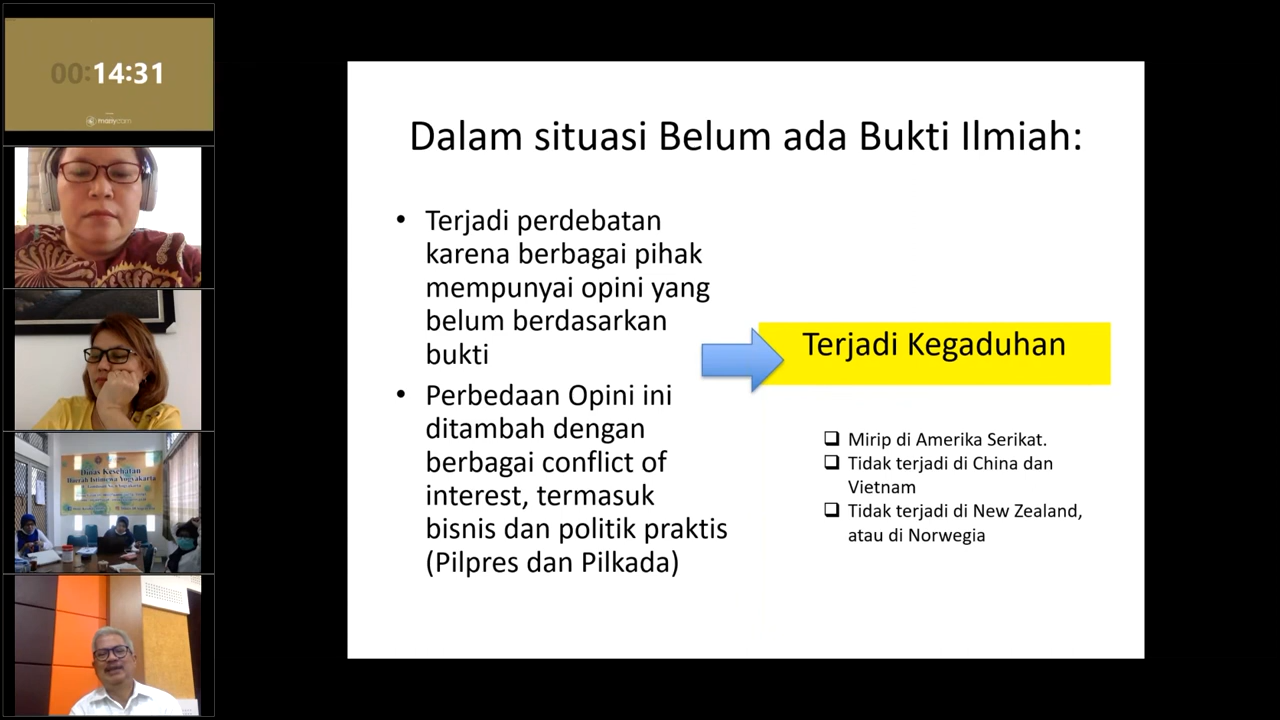 00:14:31
manycam
Dalam situasi Belum ada Bukti Ilmiah:
• Terjadi perdebatan
karena berbagai pihak
mempunyai opini yang
belum berdasarkan
bukti
• Perbedaan Opini ini
ditambah dengan
berbagai conflict of
interest, termasuk
bisnis dan politik praktis
(Pilpres dan Pilkada)
Terjadi Kegaduhan
❑ Mirip di Amerika Serikat.
❑ Tidak terjadi di China dan
Vietnam
❑ Tidak terjadi di New Zealand,
atau di Norwegia
Dinas Kesehatan
Daerah Istimewa Yogyakarta